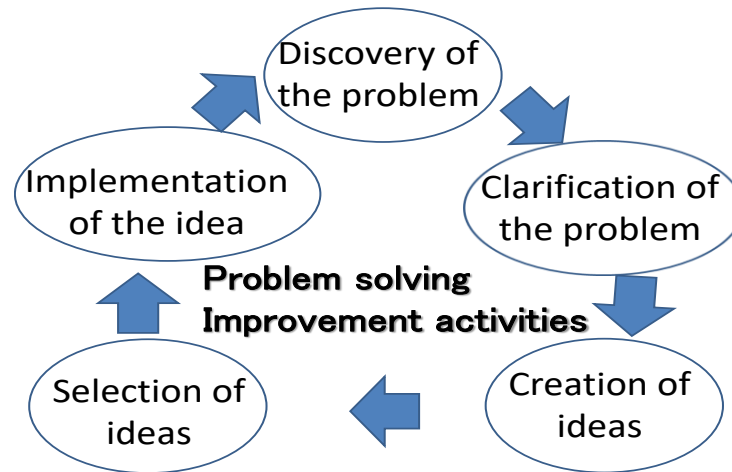 Discovery of
the problem
Clarification of
the problem
Creation of
ideas
Selection of
ideas
Implementation
of the idea
Problem solving
Improvement activities